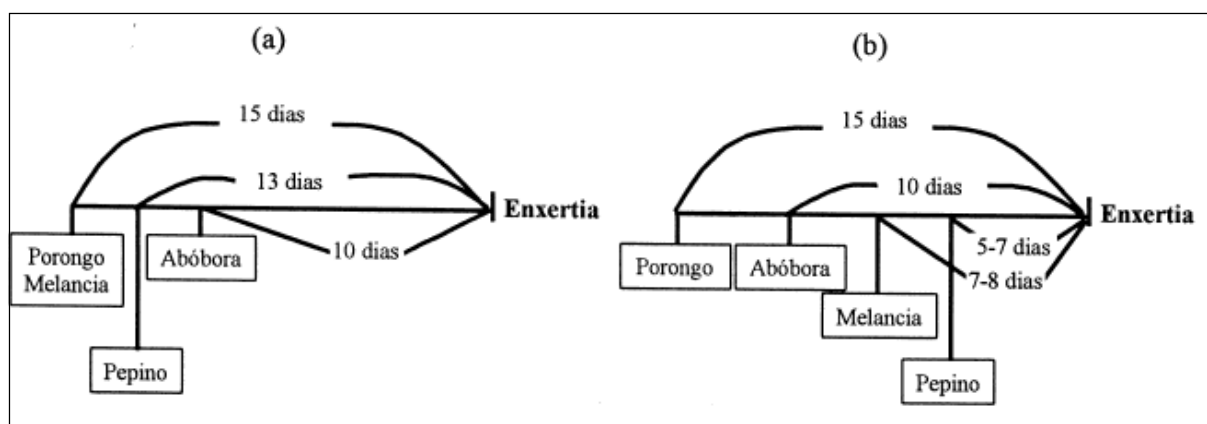 (a)
15 dias
13 dias
Enxertia
Porongo
Melancia
Abóbora
10 dias
Pepino
(b)
15 dias
10 dias
Enxertia
5-7 dias
Porongo
Abóbora
7-8 dias
Melancia
Pepino